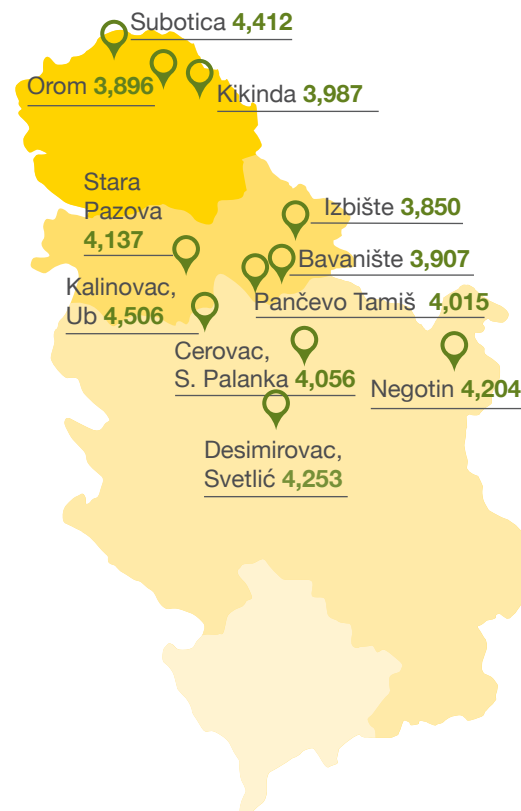 Subotica 4,412
Orom 3,896
Kikinda 3,987
Stara
Pazova
4,137
Izbište 3,850
Bavanište 3,907
Kalinovac,
Ub 4,506
Pančevo Tamiš 4,015
Cerovac,
S. Palanka 4,056
Negotin 4,204
Desimirovac,
Svetlić 4,253